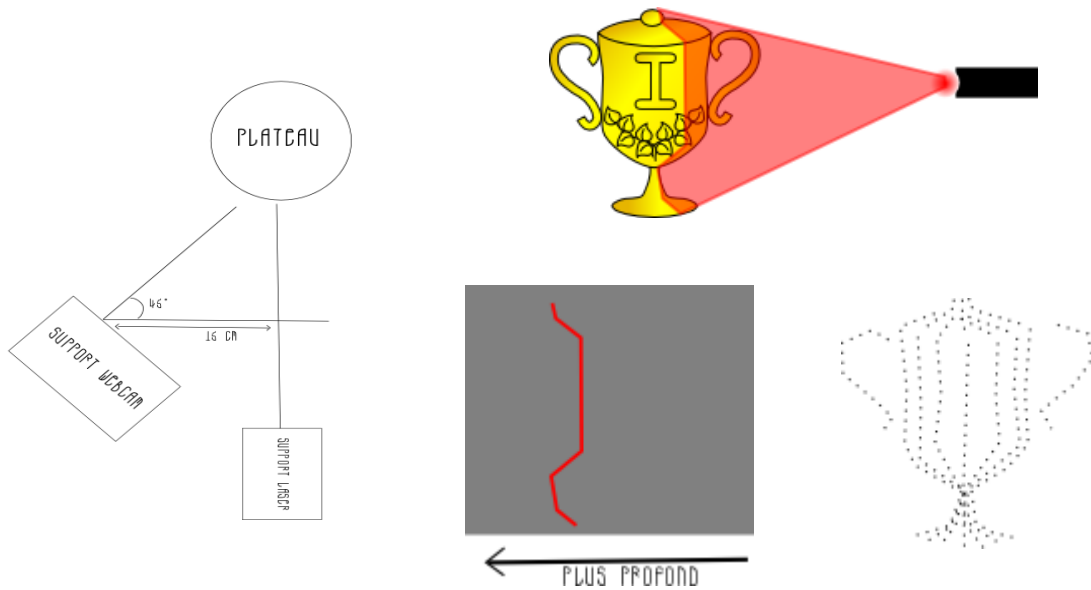 PLATEAU
I
46°
16 CM
SUPPORT WEBCAM
SUPPORT LASER
PLUS PROFOND